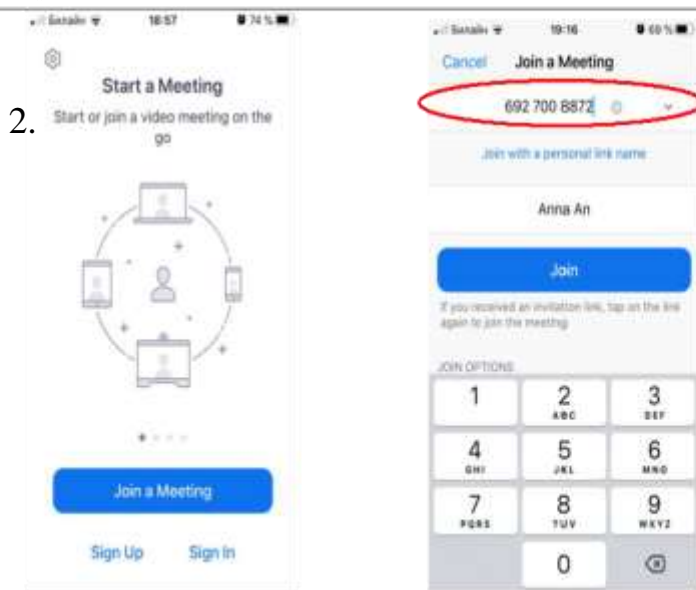 Билайн 18:57 74 %
Start a Meeting
2.
Start or join a video meeting on the
go
Join a Meeting
Sign Up Sign In
Билайн 19:16 69 %
Cancel Join a Meeting
692 700 8872
Join with a personal link name
Anna An
Join
If you received an invitation link, tap on the link
again to join the meeting
JOIN OPTIONS
1 2 3
ABC DEF
4 5 6
GHI JKL MNO
7 8 9
PQRS TUV WXYZ
0